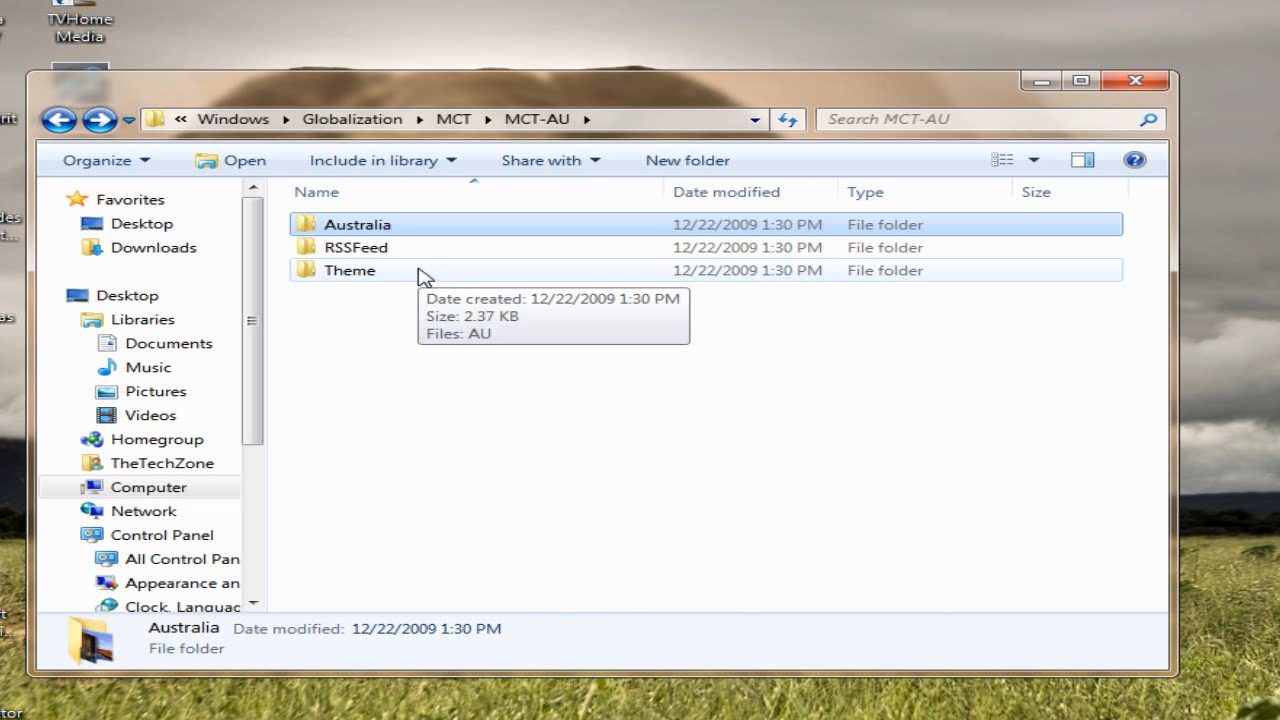 TVHome
Media
« Windows Globalization MCT MCT-AU
Search MCT-AU
Organize Open Include in library Share with New folder
Name Date modified Type Size
Favorites
Desktop
Downloads
Desktop
Libraries
Documents
Music
Pictures
Videos
Homegroup
TheTechZone
Computer
Network
Control Panel
All Control Pan
Appearance an
Clock, Languag
Australia 12/22/2009 1:30 PM File folder
RSSFeed 12/22/2009 1:30 PM File folder
Theme 12/22/2009 1:30 PM File folder
Date created: 12/22/2009 1:30 PM
Size: 2.37 KB
Files: AU
Australia Date modified: 12/22/2009 1:30 PM
File folder